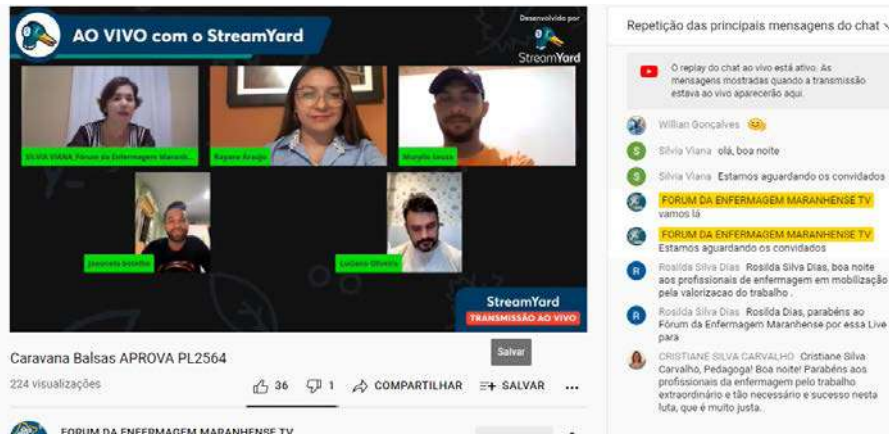 AO VIVO com o StreamYard
Desenvolvido por
StreamYard
SILVIA VIANA_Forum da Enfermagem Maranh...
Rayane Araújo
Murylio Souza
Luciano Oliveira
StreamYard
TRANSMISSÃO AO VIVO
Caravana Balsas APROVA PL2564
Salvar
224 visualizações
36
1
COMPARTILHAR
SALVAR
...
FORUM DA ENFERMAGEM MARANHENSE TV
Repetição das principais mensagens do chat
O replay do chat ao vivo está ativo. As
mensagens mostradas quando a transmissão
estava ao vivo aparecerão aqui.
Willian Gonçalves
S
Silvia Viana olá, boa noite
S
Silvia Viana Estamos aguardando os convidados
FORUM DA ENFERMAGEM MARANHENSE TV
vamos lá
FORUM DA ENFERMAGEM MARANHENSE TV
Estamos aguardando os convidados
R
Rosilda Silva Dias Rosilda Silva Dias, boa noite
aos profissionais de enfermagem em mobilização
pela valorizacao do trabalho .
R
Rosilda Silva Dias Rosilda Dias, parabéns ao
Fórum da Enfermagem Maranhense por essa Live
para
CRISTIANE SILVA CARVALHO Cristiane Silva
Carvalho, Pedagoga! Boa noite! Parabéns aos
profissionais da enfermagem pelo trabalho
extraordinário e tão necessário e sucesso nesta
luta, que é muito justa.